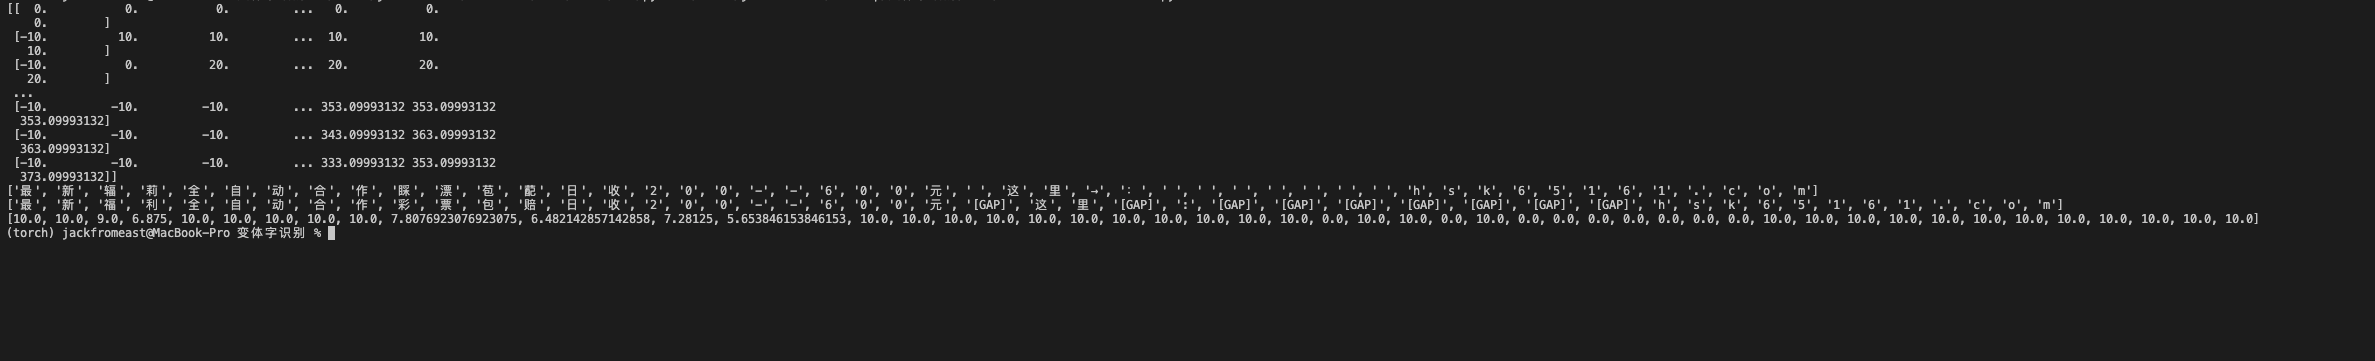 [[  0.           0.           0.         ...   0.           0.
    0.        ]
 [-10.          10.          10.         ...  10.          10.
   10.        ]
 [-10.           0.          20.         ...  20.          20.
   20.        ]
 ...
 [-10.         -10.         -10.         ... 353.09993132 353.09993132
  353.09993132]
 [-10.         -10.         -10.         ... 343.09993132 363.09993132
  363.09993132]
 [-10.         -10.         -10.         ... 333.09993132 353.09993132
  373.09993132]]
['最', '新', '辐', '莉', '全', '自', '动', '合', '作', '睬', '漂', '苞', '蓜', '日', '收', '2', '0', '0', '-', '-', '6', '0', '0', '元', ' ', '这', '里', '→', ': ', ' ', ' ', ' ', ' ', ' ', ' ', ' ', 'h', 's', 'k', '6', '5', '1', '6', '1', '.', 'c', 'o', 'm']
['最', '新', '福', '利', '全', '自', '动', '合', '作', '彩', '票', '包', '赔', '日', '收', '2', '0', '0', '-', '-', '6', '0', '0', '元', '[GAP]', '这', '里', '[GAP]', ':', '[GAP]', '[GAP]', '[GAP]', '[GAP]', '[GAP]', '[GAP]', '[GAP]', 'h', 's', 'k', '6', '5', '1', '6', '1', '.', 'c', 'o', 'm']
[10.0, 10.0, 9.0, 6.875, 10.0, 10.0, 10.0, 10.0, 10.0, 7.8076923076923075, 6.482142857142858, 7.28125, 5.653846153846153, 10.0, 10.0, 10.0, 10.0, 10.0, 10.0, 10.0, 10.0, 10.0, 10.0, 10.0, 0.0, 10.0, 10.0, 0.0, 10.0, 0.0, 0.0, 0.0, 0.0, 0.0, 0.0, 0.0, 10.0, 10.0, 10.0, 10.0, 10.0, 10.0, 10.0, 10.0, 10.0, 10.0, 10.0, 10.0]
(torch) jackfromeast@MacBook-Pro 变体字识别 %